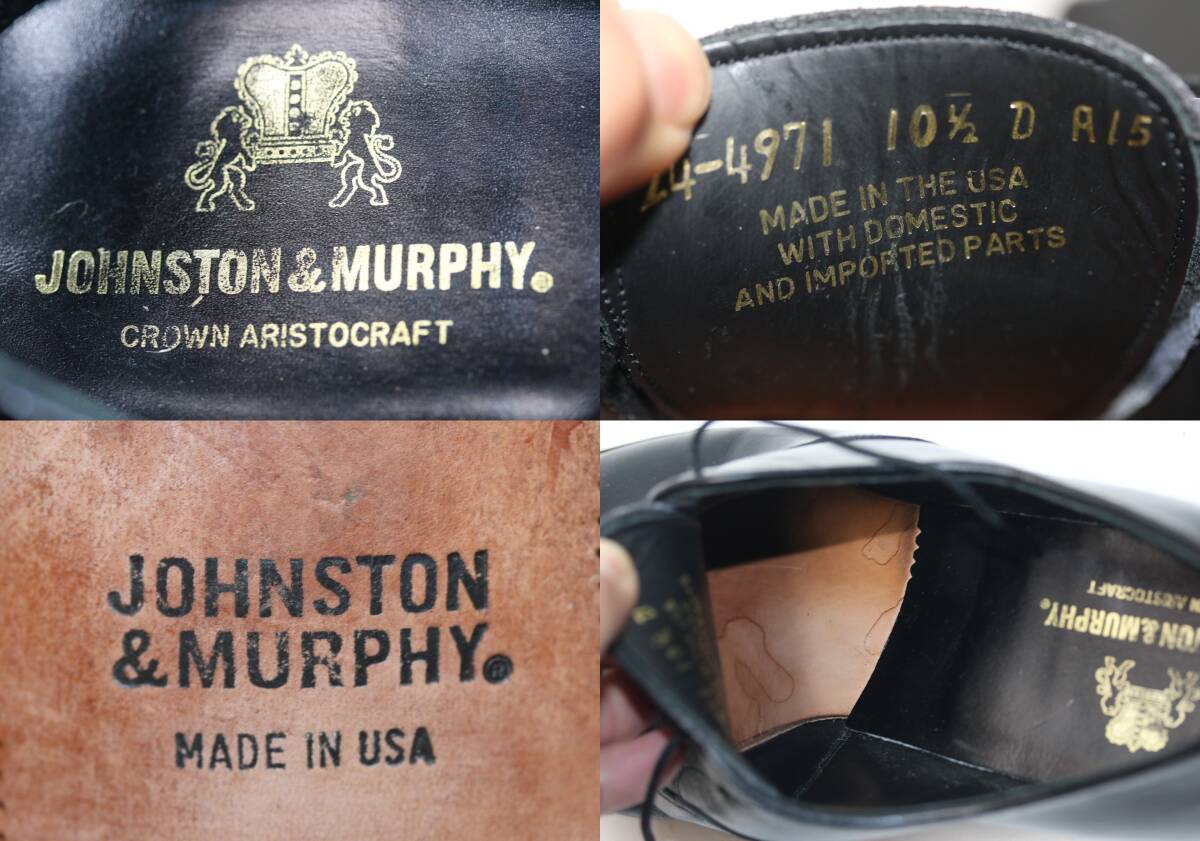 JOHNSTON & MURPHY®
CROWN ARISTOCRAFT
24-4971 10½ D A15
MADE IN THE USA
WITH DOMESTIC
AND IMPORTED PARTS
JOHNSTON
& MURPHY®
MADE IN USA
ARISTOCRAFT
TON & MURPHY®